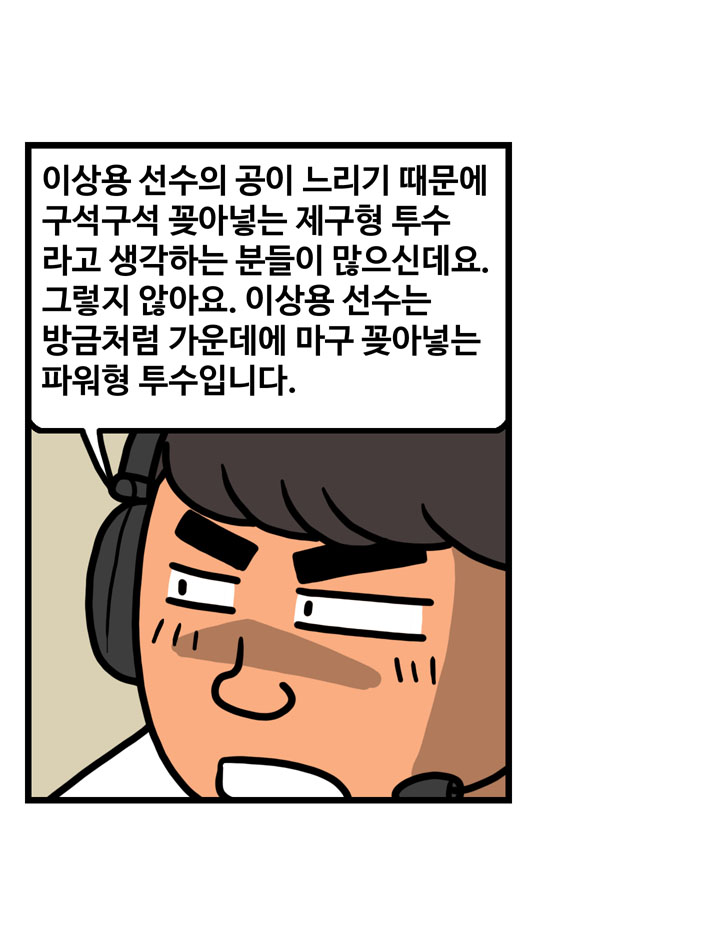 이상용 선수의 공이 느리기 때문에
구석구석 꽂아넣는 제구형 투수
라고 생각하는 분들이 많으신데요.
그렇지 않아요. 이상용 선수는
방금처럼 가운데에 마구 꽂아넣는
파워형 투수입니다.